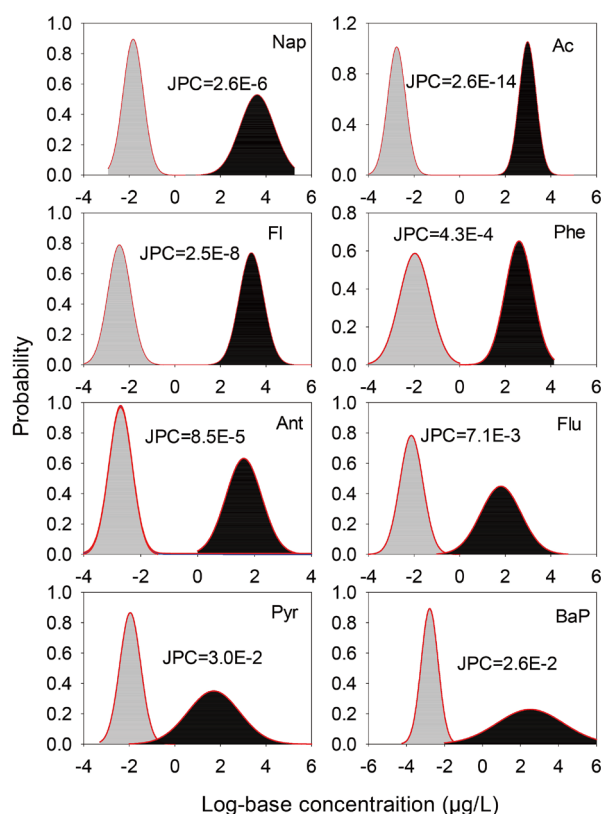 1.0 Nap 1.2 Ac
0.8 JPC=2.6E-6 0.9 JPC=2.6E-14
0.6
0.4 0.6
0.2 0.3
0.0 0.0
-4 -2 0 2 4 6 -4 -2 0 2 4 6
1.0 Fl 0.8 Phe
0.8 JPC=2.5E-8 0.6 JPC=4.3E-4
0.6 0.4
0.4 0.2
0.2
0.0 0.0
-4 -2 0 2 4 6 -4 -2 0 2 4 6
Probability
1.0 Ant 1.0 Flu
0.8 JPC=8.5E-5 0.8 JPC=7.1E-3
0.6 0.6
0.4 0.4
0.2 0.2
0.0 0.0
-4 -2 0 2 4 -4 -2 0 2 4 6
1.0 Pyr 1.0 BaP
0.8 0.8
0.6 JPC=3.0E-2 0.6 JPC=2.6E-2
0.4 0.4
0.2 0.2
0.0 0.0
-4 -2 0 2 4 6 -6 -4 -2 0 2 4 6
Log-base concentraition (µg/L)